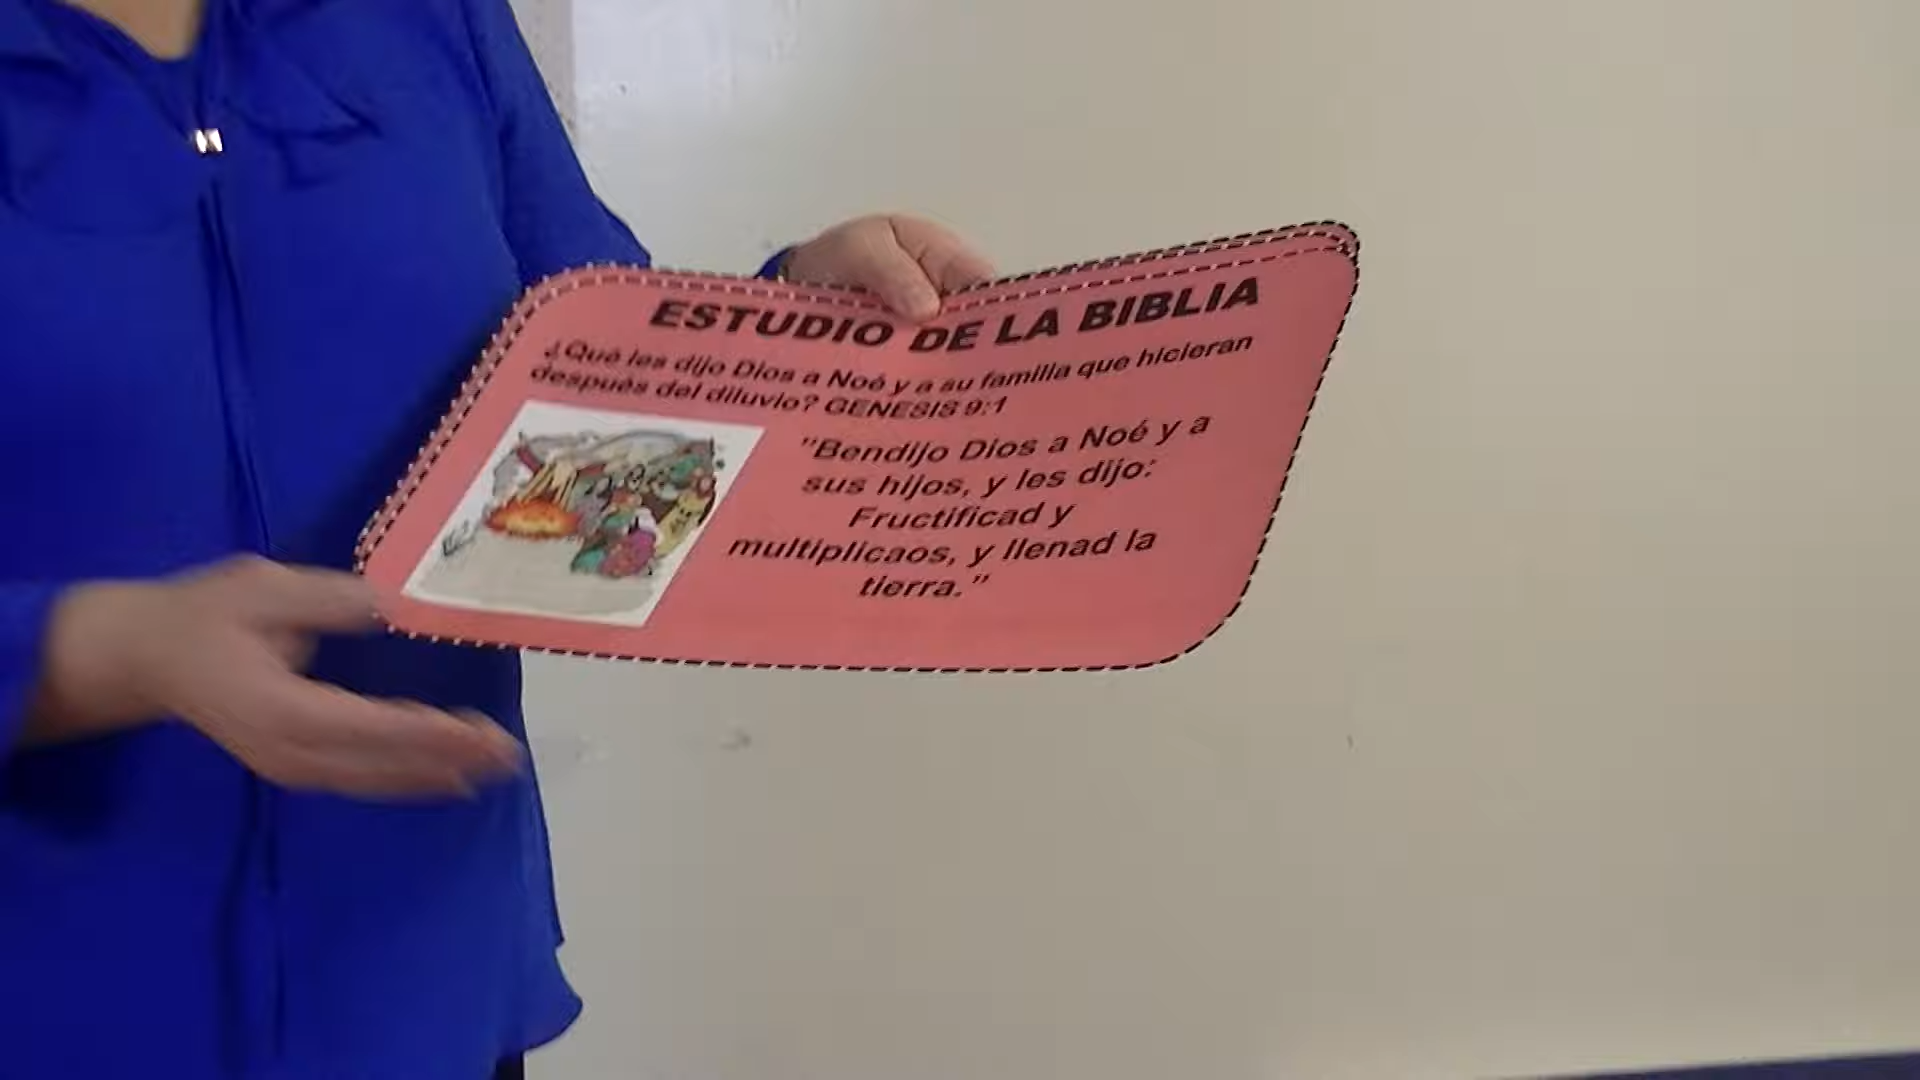 ESTUDIO DE LA BIBLIA
¿Qué les dijo Dios a Noé y a su familia que hicieran
después del diluvio? GENESIS 9:1
"Bendijo Dios a Noé y a
sus hijos, y les dijo:
Fructificad y
multiplicaos, y llenad la
tierra."